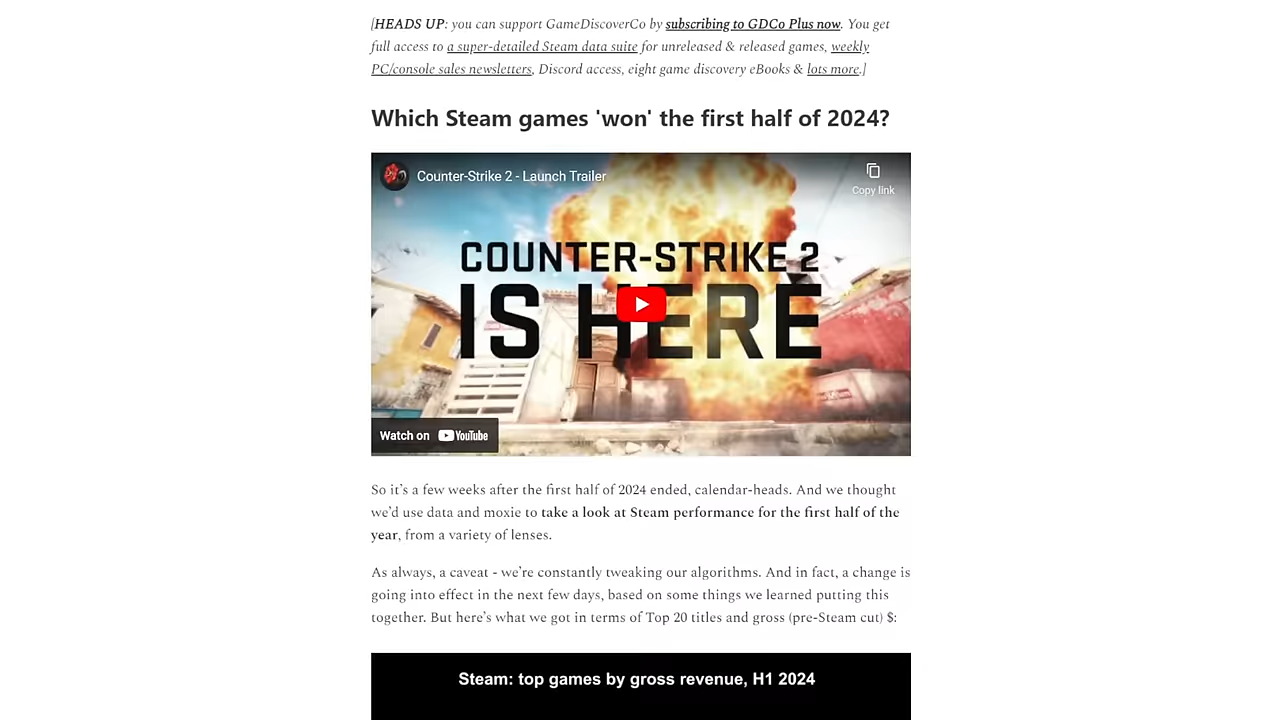 [HEADS UP: you can support GameDiscoverCo by subscribing to GDCo Plus now. You get
full access to a super-detailed Steam data suite for unreleased & released games, weekly
PC/console sales newsletters, Discord access, eight game discovery eBooks & lots more.]
Which Steam games 'won' the first half of 2024?
Counter-Strike 2 - Launch Trailer
Copy link
COUNTER-STRIKE 2
IS HERE
Watch on YouTube
So it’s a few weeks after the first half of 2024 ended, calendar-heads. And we thought
we’d use data and moxie to take a look at Steam performance for the first half of the
year, from a variety of lenses.
As always, a caveat - we’re constantly tweaking our algorithms. And in fact, a change is
going into effect in the next few days, based on some things we learned putting this
together. But here’s what we got in terms of Top 20 titles and gross (pre-Steam cut) $:
Steam: top games by gross revenue, H1 2024